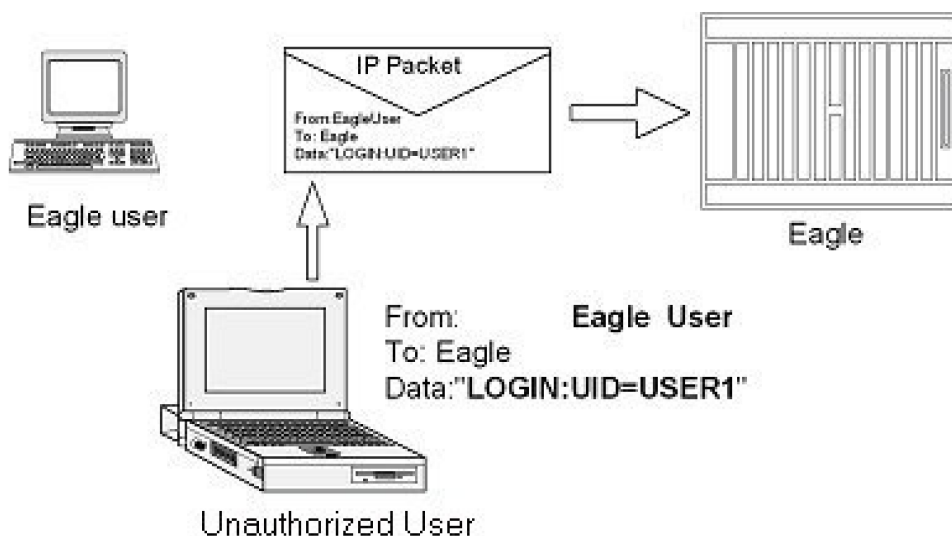 IP Packet
From:EagleUser
To: Eagle
Data:"LOGIN:UID=USER1"
Eagle user
Eagle
From: Eagle User
To: Eagle
Data:"LOGIN:UID=USER1"
Unauthorized User